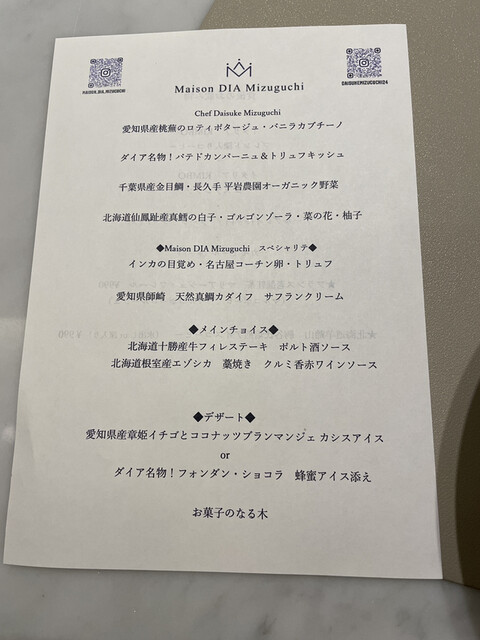 Maison DIA Mizuguchi
MAISON_DIA_MIZUGUCHI
DAISUKEMIZUGUCHI24
Chef Daisuke Mizuguchi
愛知県産桃蕪のロティポタージュ・バニラカプチーノ
ダイア名物！パテドカンパーニュ＆トリュフキッシュ
千葉県産金目鯛・長久手 平岩農園オーガニック野菜
北海道仙鳳趾産真鱈の白子・ゴルゴンゾーラ・菜の花・柚子
◆Maison DIA Mizuguchi スペシャリテ◆
インカの目覚め・名古屋コーチン卵・トリュフ
愛知県師崎 天然真鯛カダイフ サフランクリーム
◆メインチョイス◆
北海道十勝産牛フィレステーキ ポルト酒ソース
北海道根室産エゾシカ 藁焼き クルミ香赤ワインソース
◆デザート◆
愛知県産章姫イチゴとココナッツブランマンジェ カシスアイス
or
ダイア名物！フォンダン・ショコラ 蜂蜜アイス添え
お菓子のなる木